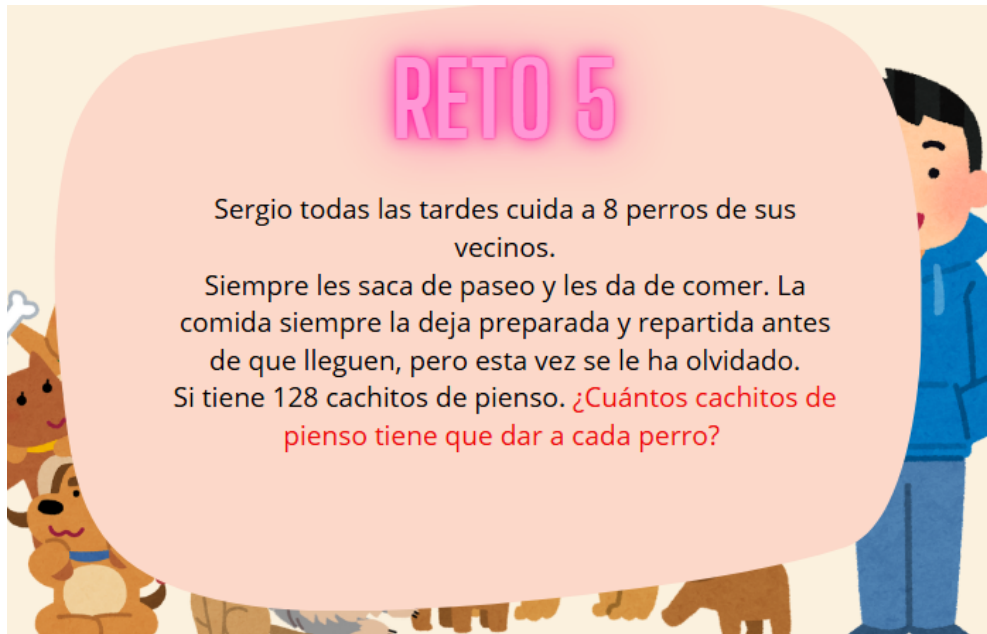 RETO 5
Sergio todas las tardes cuida a 8 perros de sus
vecinos.
Siempre les saca de paseo y les da de comer. La
comida siempre la deja preparada y repartida antes
de que lleguen, pero esta vez se le ha olvidado.
Si tiene 128 cachitos de pienso. ¿Cuántos cachitos de
pienso tiene que dar a cada perro?